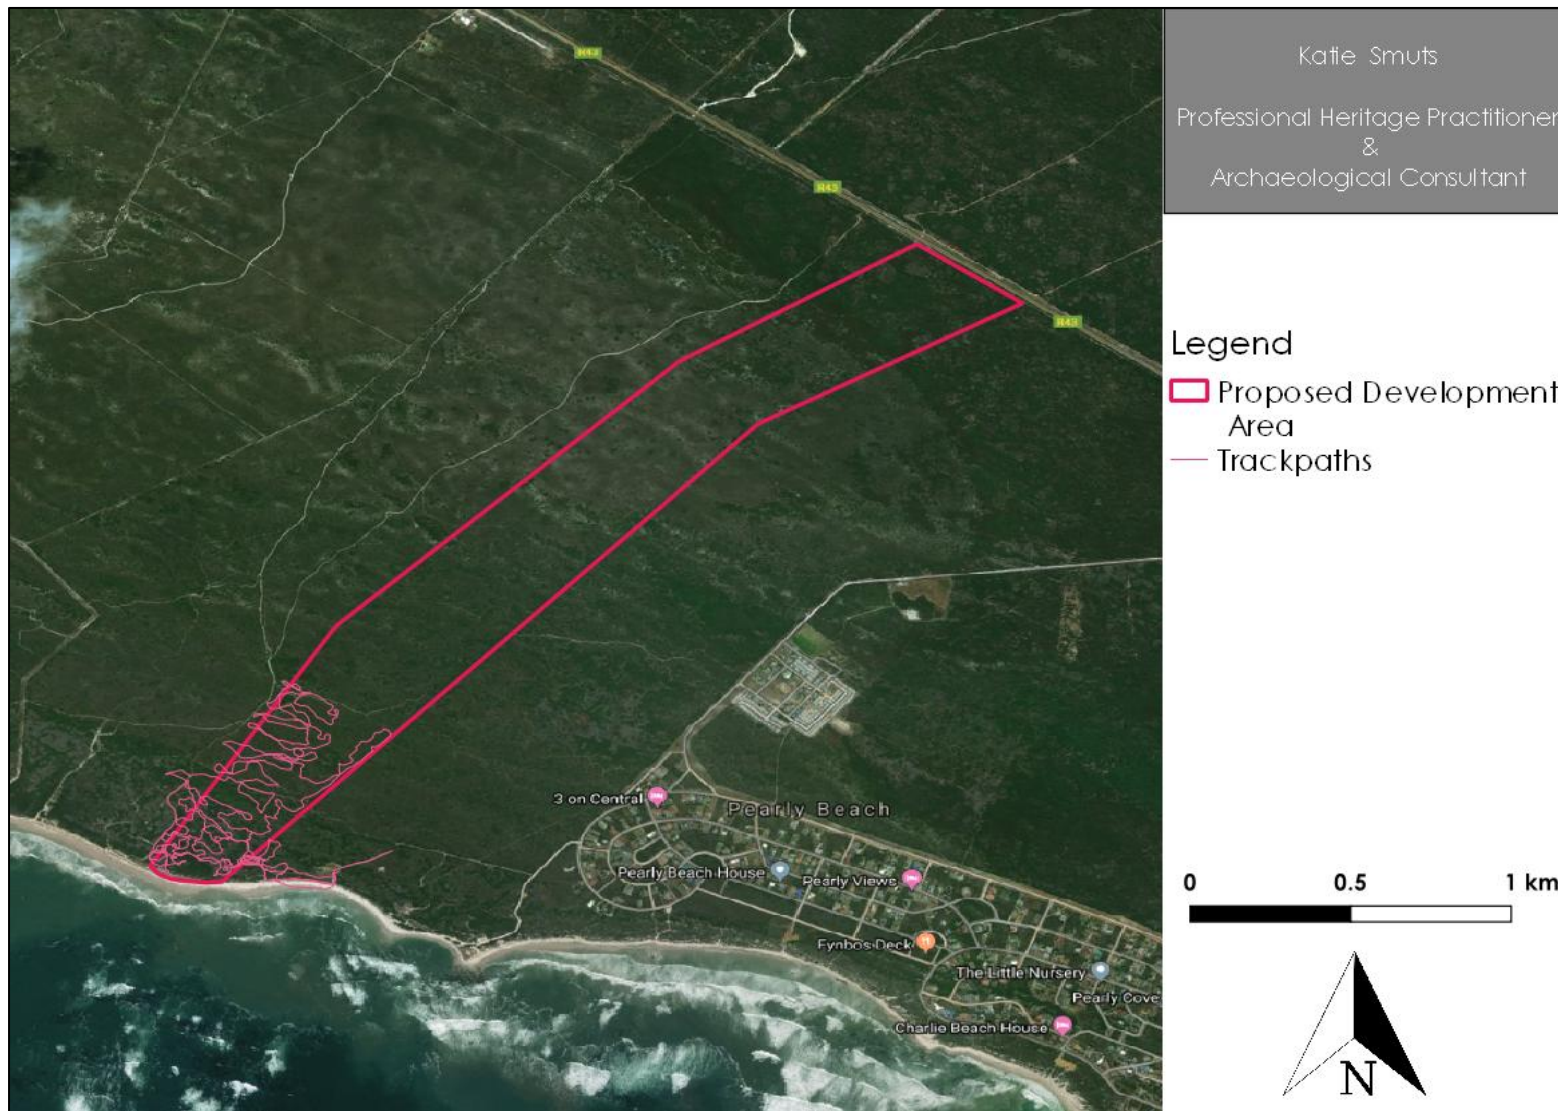 R43
R43
R43
3 on Central
Pearly Beach
Pearly Beach House
Pearly Views
Fynbos Deck
The Little Nursery
Pearly Cove
Charlie Beach House
Katie Smuts
Professional Heritage Practitioner
&
Archaeological Consultant
Legend
Proposed Development
Area
Trackpaths
0 0.5 1 km
N